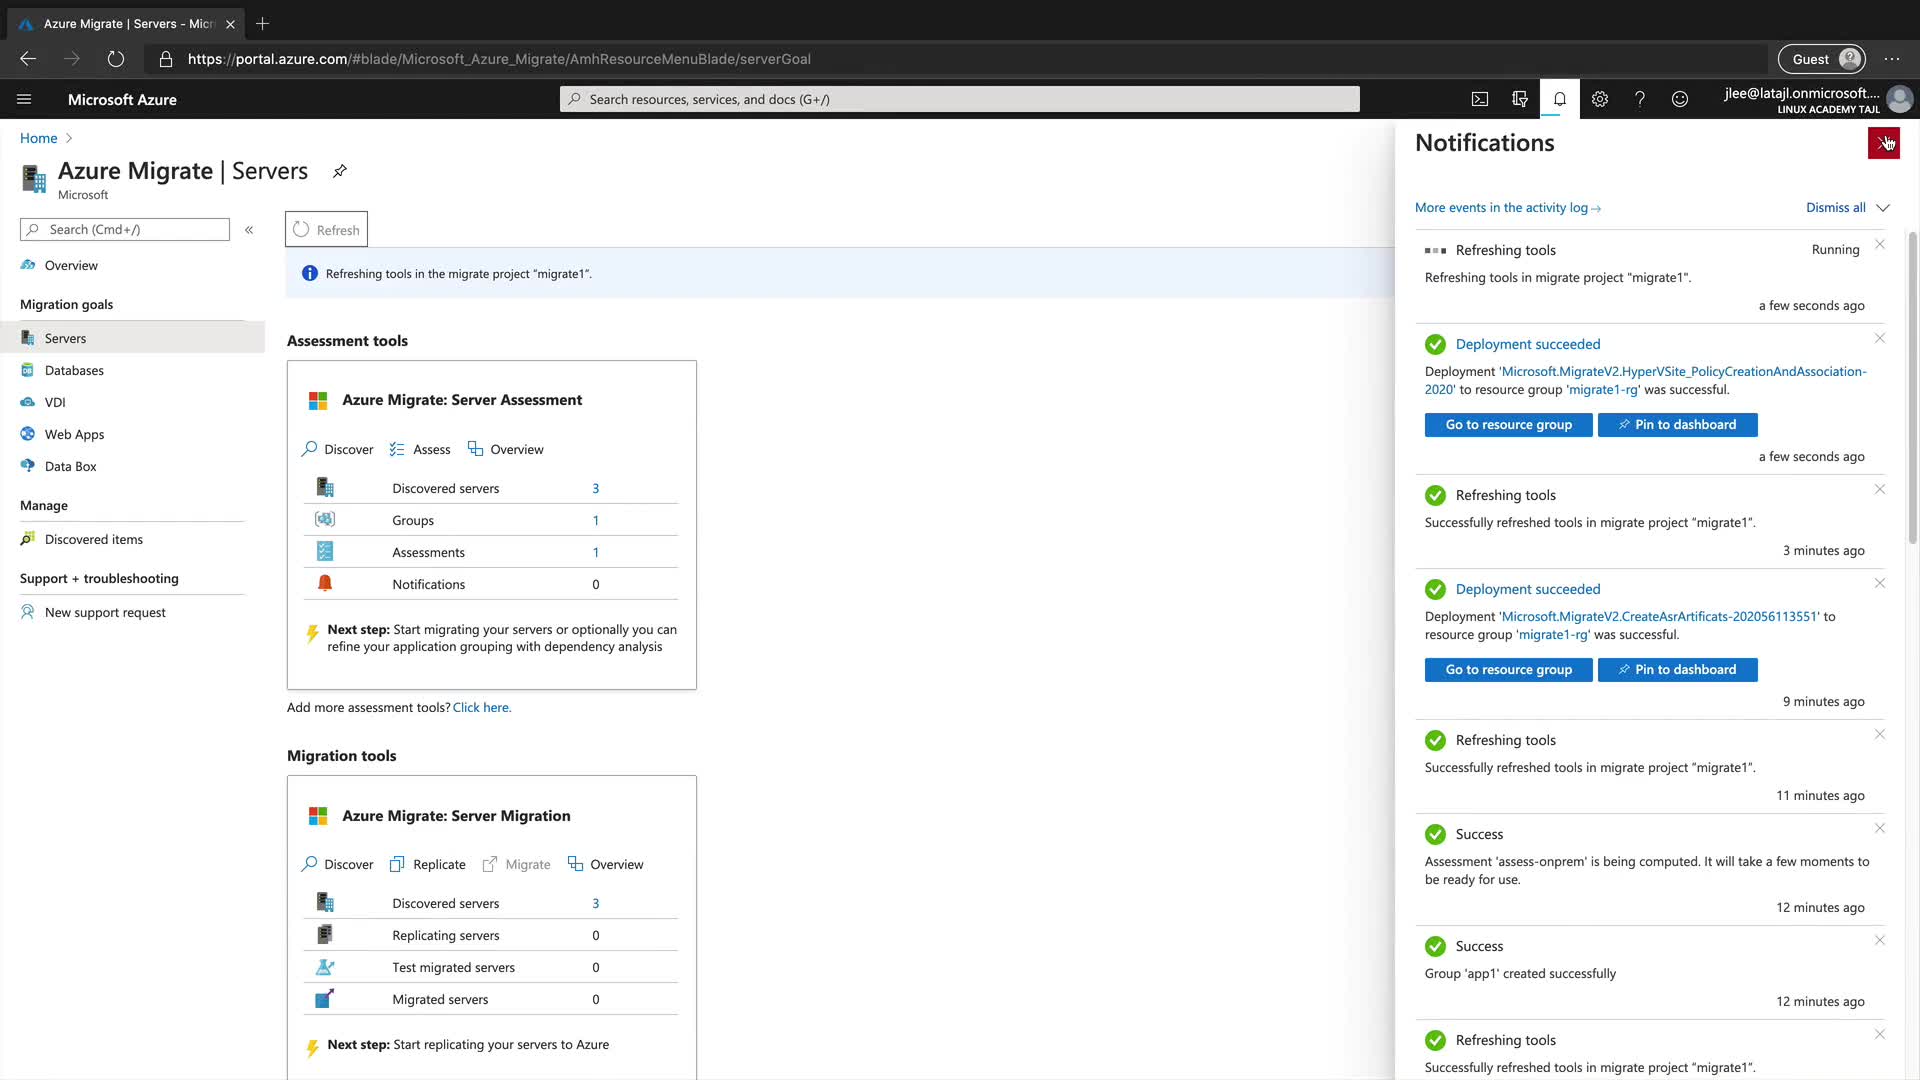 Azure Migrate | Servers - Micr
https://portal.azure.com/#blade/Microsoft_Azure_Migrate/AmhResourceMenuBlade/serverGoal
Guest
Microsoft Azure
Search resources, services, and docs (G+/)
jlee@latajl.onmicrosoft....
LINUX ACADEMY TAJL
Home
Azure Migrate | Servers
Microsoft
Search (Cmd+/)
Overview
Migration goals
Servers
Databases
VDI
Web Apps
Data Box
Manage
Discovered items
Support + troubleshooting
New support request
Refresh
Refreshing tools in the migrate project "migrate1".
Assessment tools
Azure Migrate: Server Assessment
Discover Assess Overview
Discovered servers 3
Groups 1
Assessments 1
Notifications 0
Next step: Start migrating your servers or optionally you can
refine your application grouping with dependency analysis
Add more assessment tools? Click here.
Migration tools
Azure Migrate: Server Migration
Discover Replicate Migrate Overview
Discovered servers 3
Replicating servers 0
Test migrated servers 0
Migrated servers 0
Next step: Start replicating your servers to Azure
Notifications
More events in the activity log →
Dismiss all
Refreshing tools Running
Refreshing tools in migrate project "migrate1".
a few seconds ago
Deployment succeeded
Deployment 'Microsoft.MigrateV2.HyperVSite_PolicyCreationAndAssociation-
2020' to resource group 'migrate1-rg' was successful.
Go to resource group Pin to dashboard
a few seconds ago
Refreshing tools
Successfully refreshed tools in migrate project "migrate1".
3 minutes ago
Deployment succeeded
Deployment 'Microsoft.MigrateV2.CreateAsrArtificats-202056113551' to
resource group 'migrate1-rg' was successful.
Go to resource group Pin to dashboard
9 minutes ago
Refreshing tools
Successfully refreshed tools in migrate project "migrate1".
11 minutes ago
Success
Assessment 'assess-onprem' is being computed. It will take a few moments to
be ready for use.
12 minutes ago
Success
Group 'app1' created successfully
12 minutes ago
Refreshing tools
Successfully refreshed tools in migrate project "migrate1".